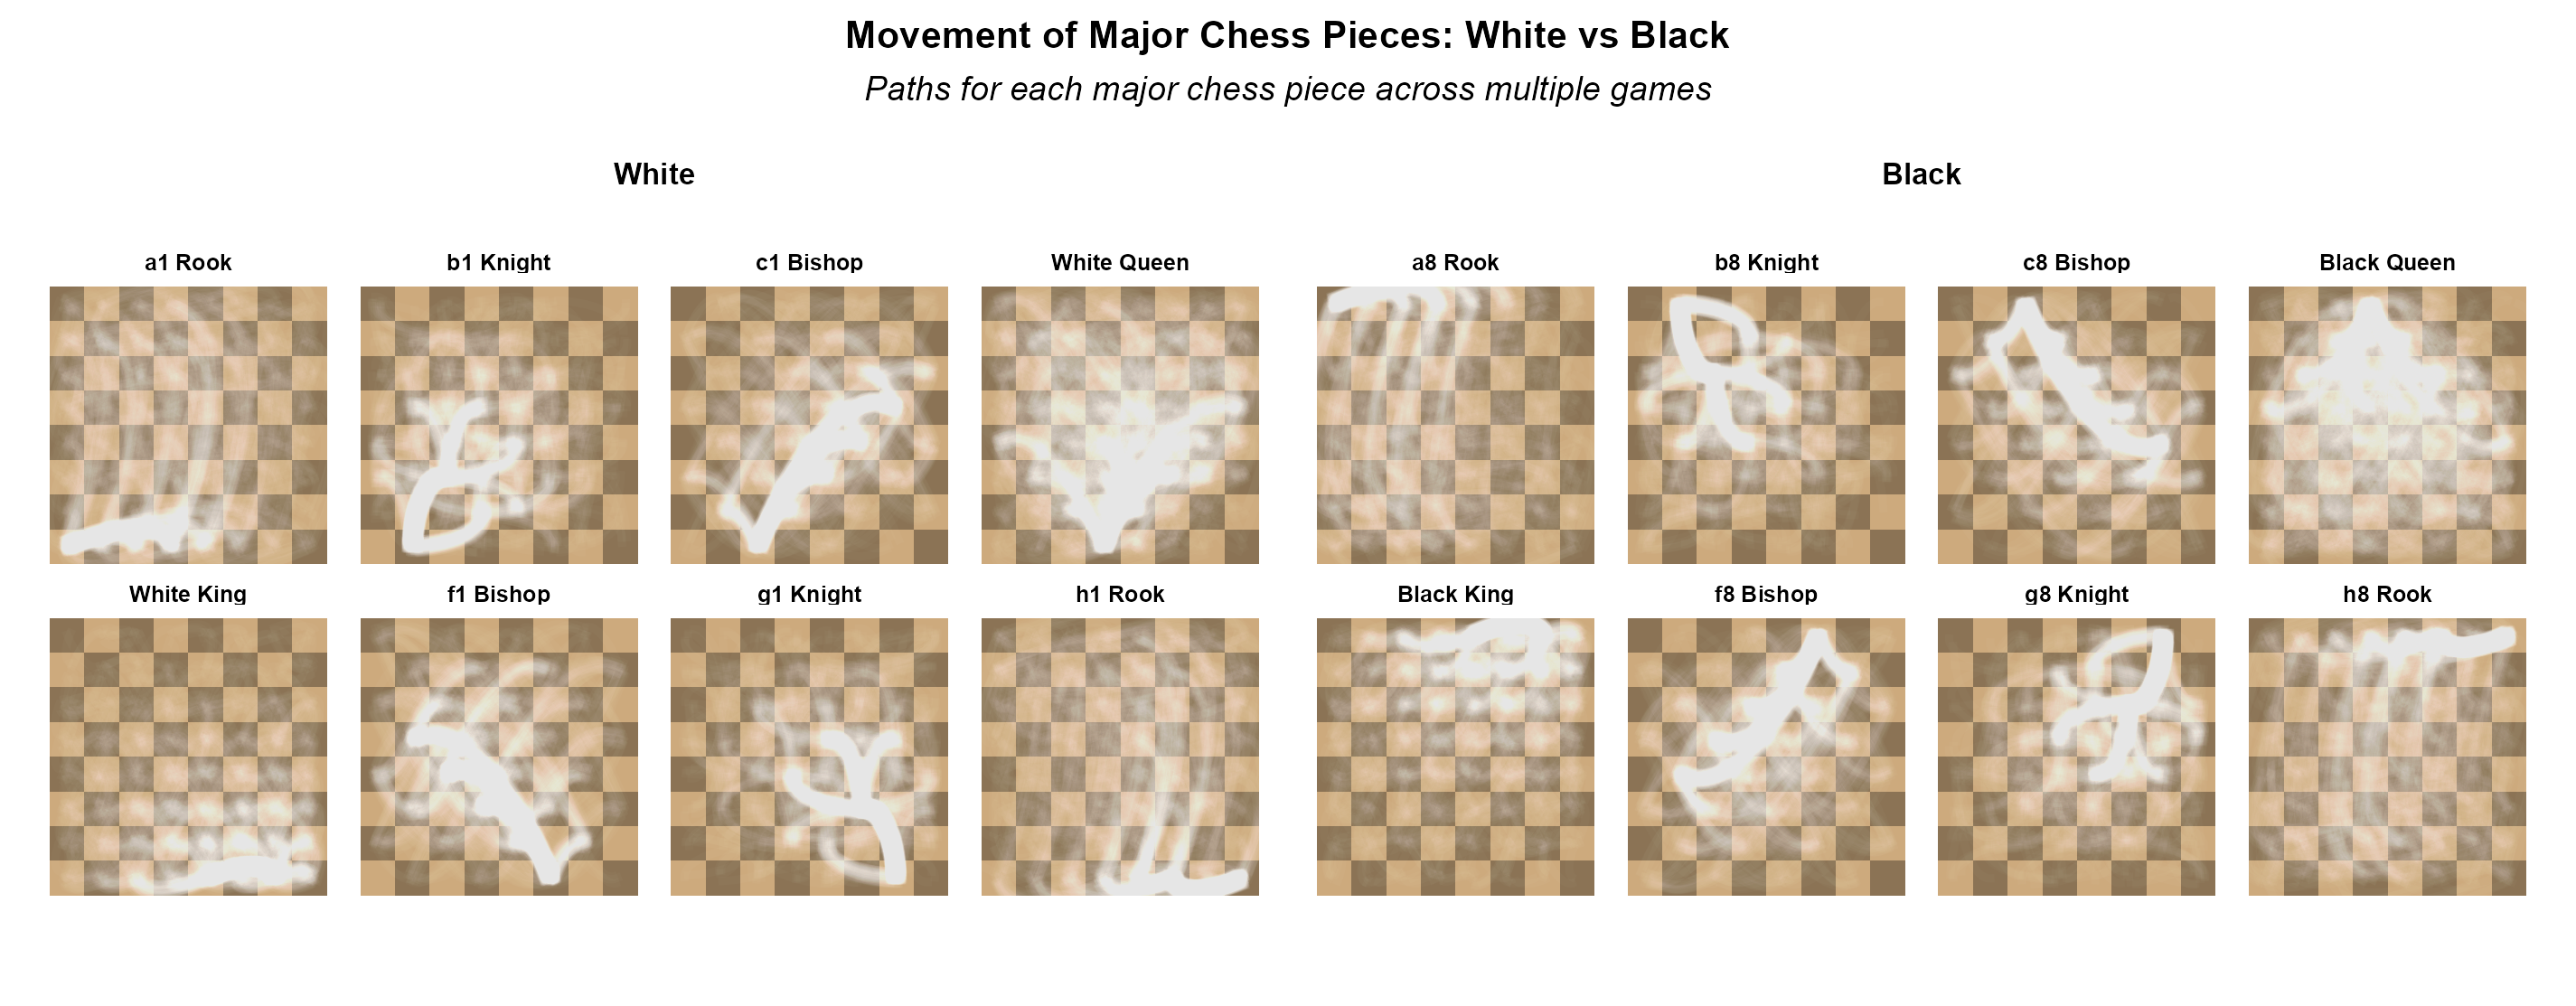 Movement of Major Chess Pieces: White vs Black
Paths for each major chess piece across multiple games
White
Black
a1 Rook
b1 Knight
c1 Bishop
White Queen
a8 Rook
b8 Knight
c8 Bishop
Black Queen
White King
f1 Bishop
g1 Knight
h1 Rook
Black King
f8 Bishop
g8 Knight
h8 Rook